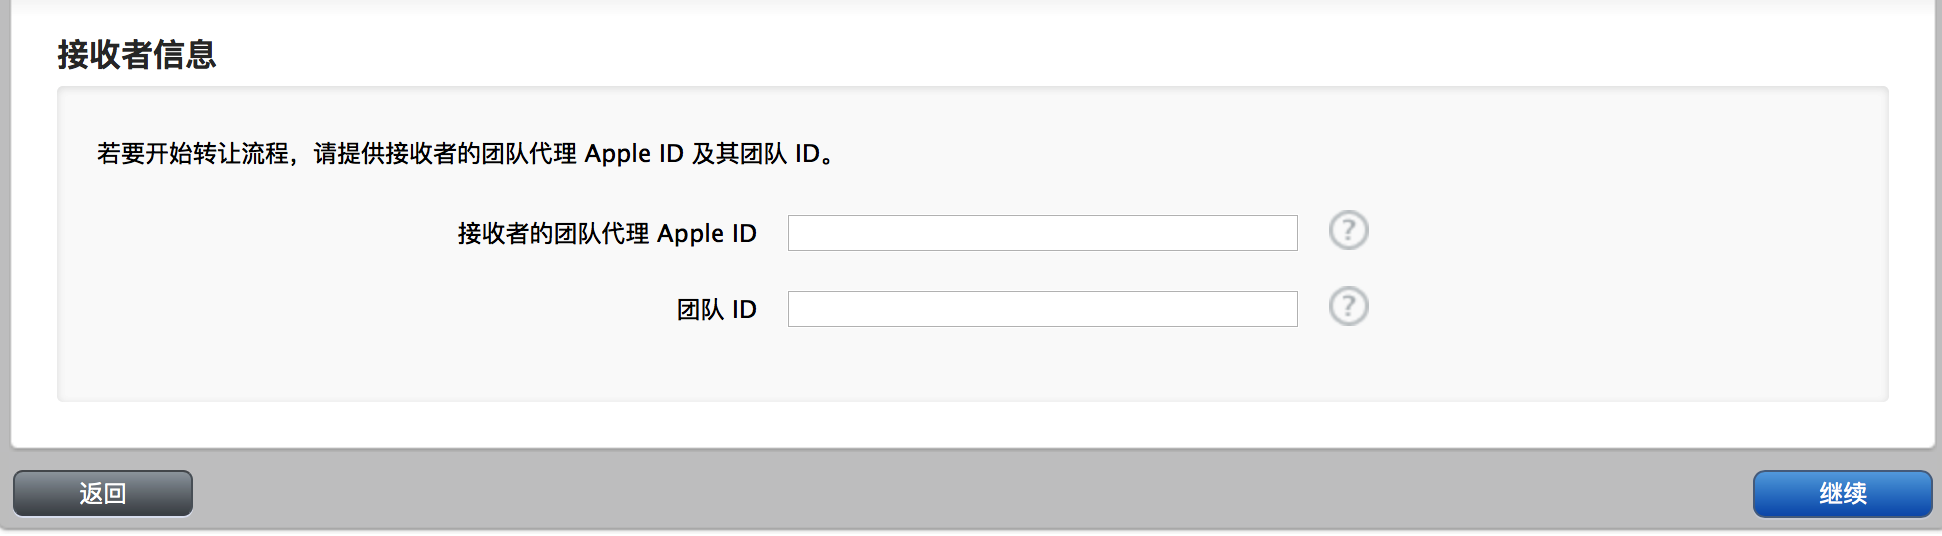 接收者信息
若要开始转让流程，请提供接收者的团队代理 Apple ID 及其团队 ID。
接收者的团队代理 Apple ID
?
团队 ID
?
返回
继续